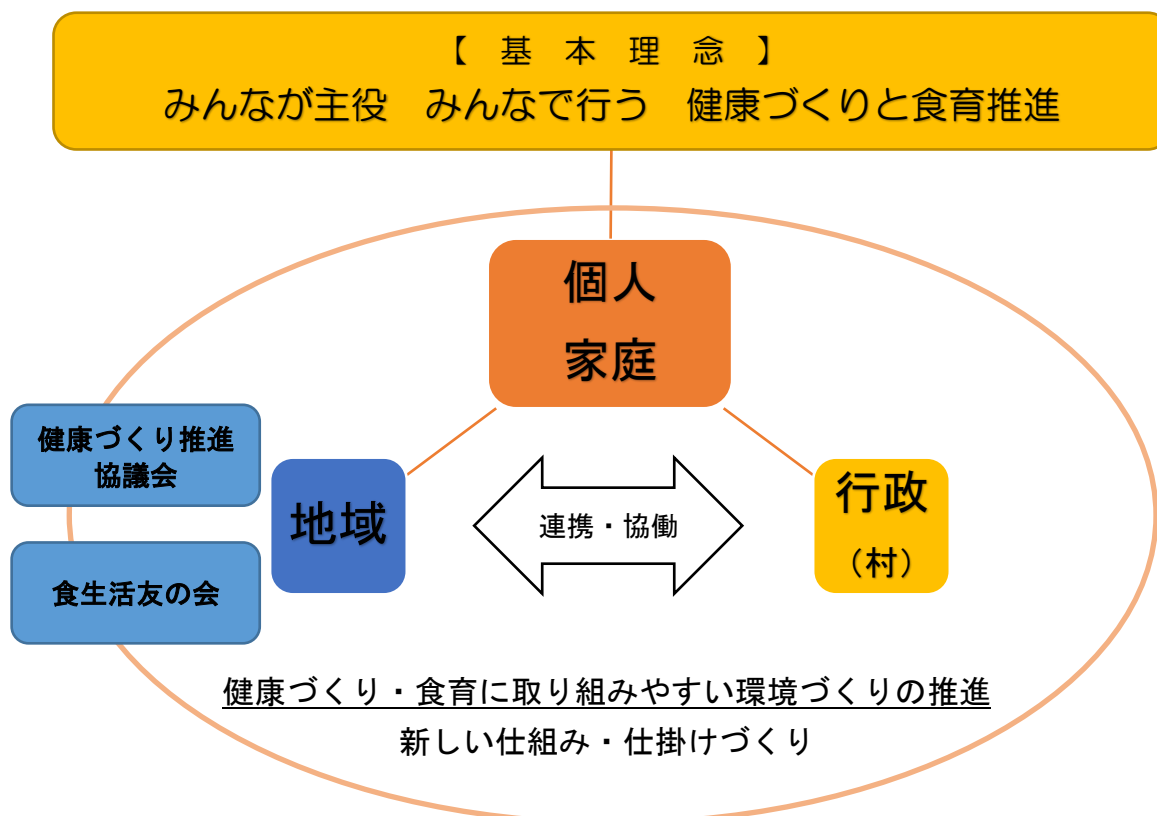 【　基　本　理　念　】
みんなが主役　みんなで行う　健康づくりと食育推進
個人
家庭
健康づくり推進
協議会
地域
連携・協働
行政
（村）
食生活友の会
健康づくり・食育に取り組みやすい環境づくりの推進
新しい仕組み・仕掛けづくり